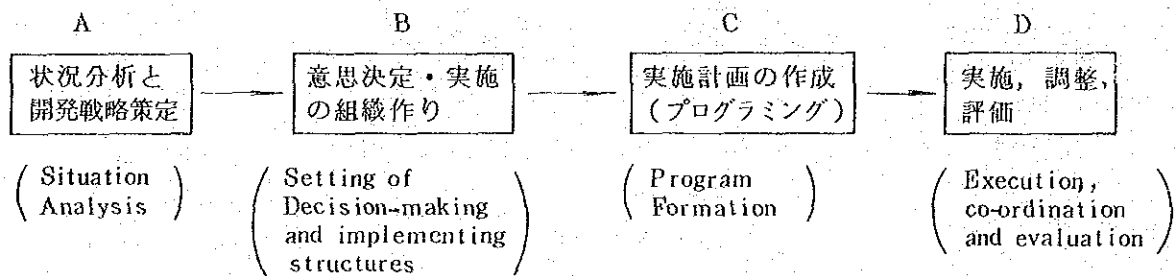 A
B
C
D
状況分析と
開発戦略策定
意思決定・実施
の組織作り
実施計画の作成
(プログラミング)
実施,調整,
評価
(Situation
Analysis)
(Setting of
Decision-making
and implementing
structures)
(Program
Formation)
(Execution,
co-ordination
and evaluation)